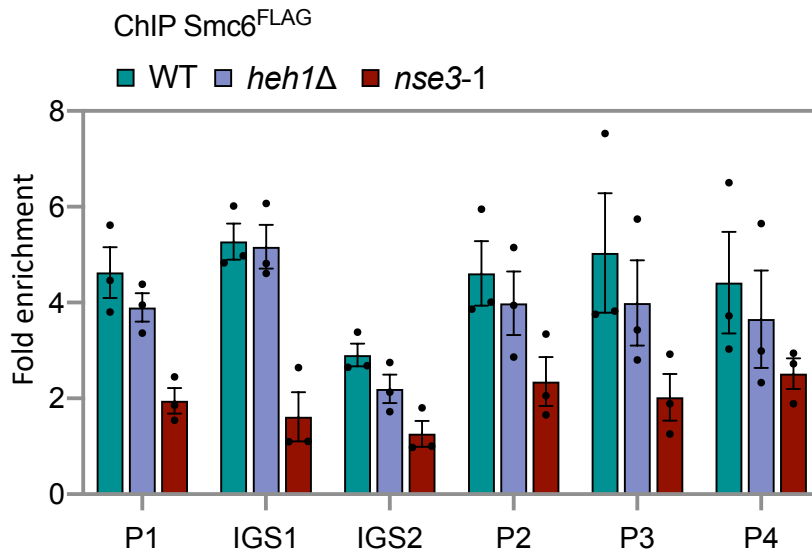 ChIP Smc6FLAG
WT heh1Δ nse3-1
8
6
4
2
0
Fold enrichment
P1 IGS1 IGS2 P2 P3 P4